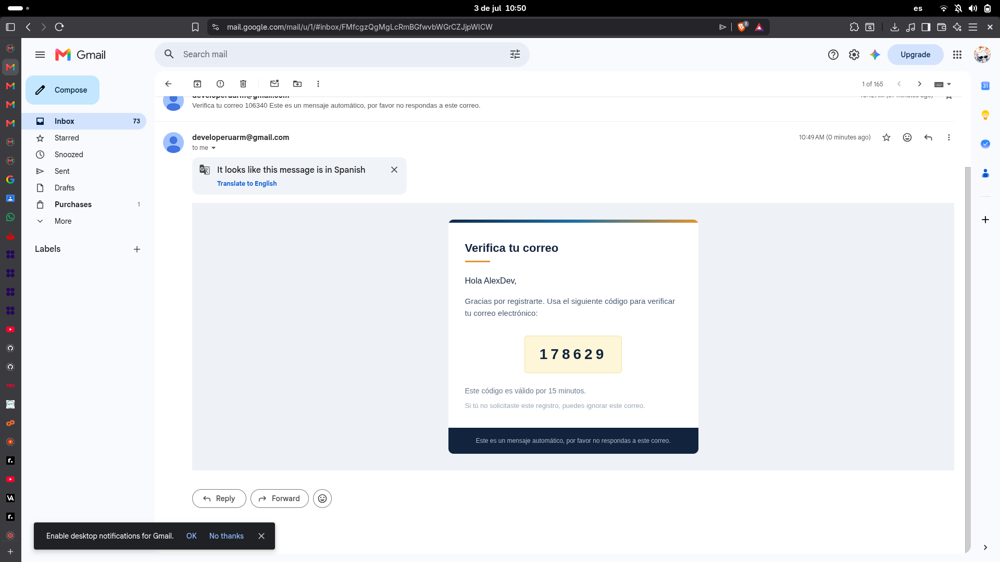 3 de jul 10:50
es
mail.google.com/mail/u/1/#inbox/FMfcgzQgMgLcRmBGfwvbWGrCZJjpWlCW
8
Gmail
Search mail
Upgrade
Compose
1 of 165
Inbox 73
Starred
Snoozed
Sent
Drafts
Purchases 1
More
Labels
developeruarm@gmail.com
Verifica tu correo 106340 Este es un mensaje automático, por favor no respondas a este correo.
developeruarm@gmail.com
10:49 AM (0 minutes ago)
to me
It looks like this message is in Spanish
Translate to English
Verifica tu correo
Hola AlexDev,
Gracias por registrarte. Usa el siguiente código para verificar
tu correo electrónico:
178629
Este código es válido por 15 minutos.
Si tú no solicitaste este registro, puedes ignorar este correo.
Este es un mensaje automático, por favor no respondas a este correo.
Reply
Forward
Enable desktop notifications for Gmail. OK No thanks
31
TED